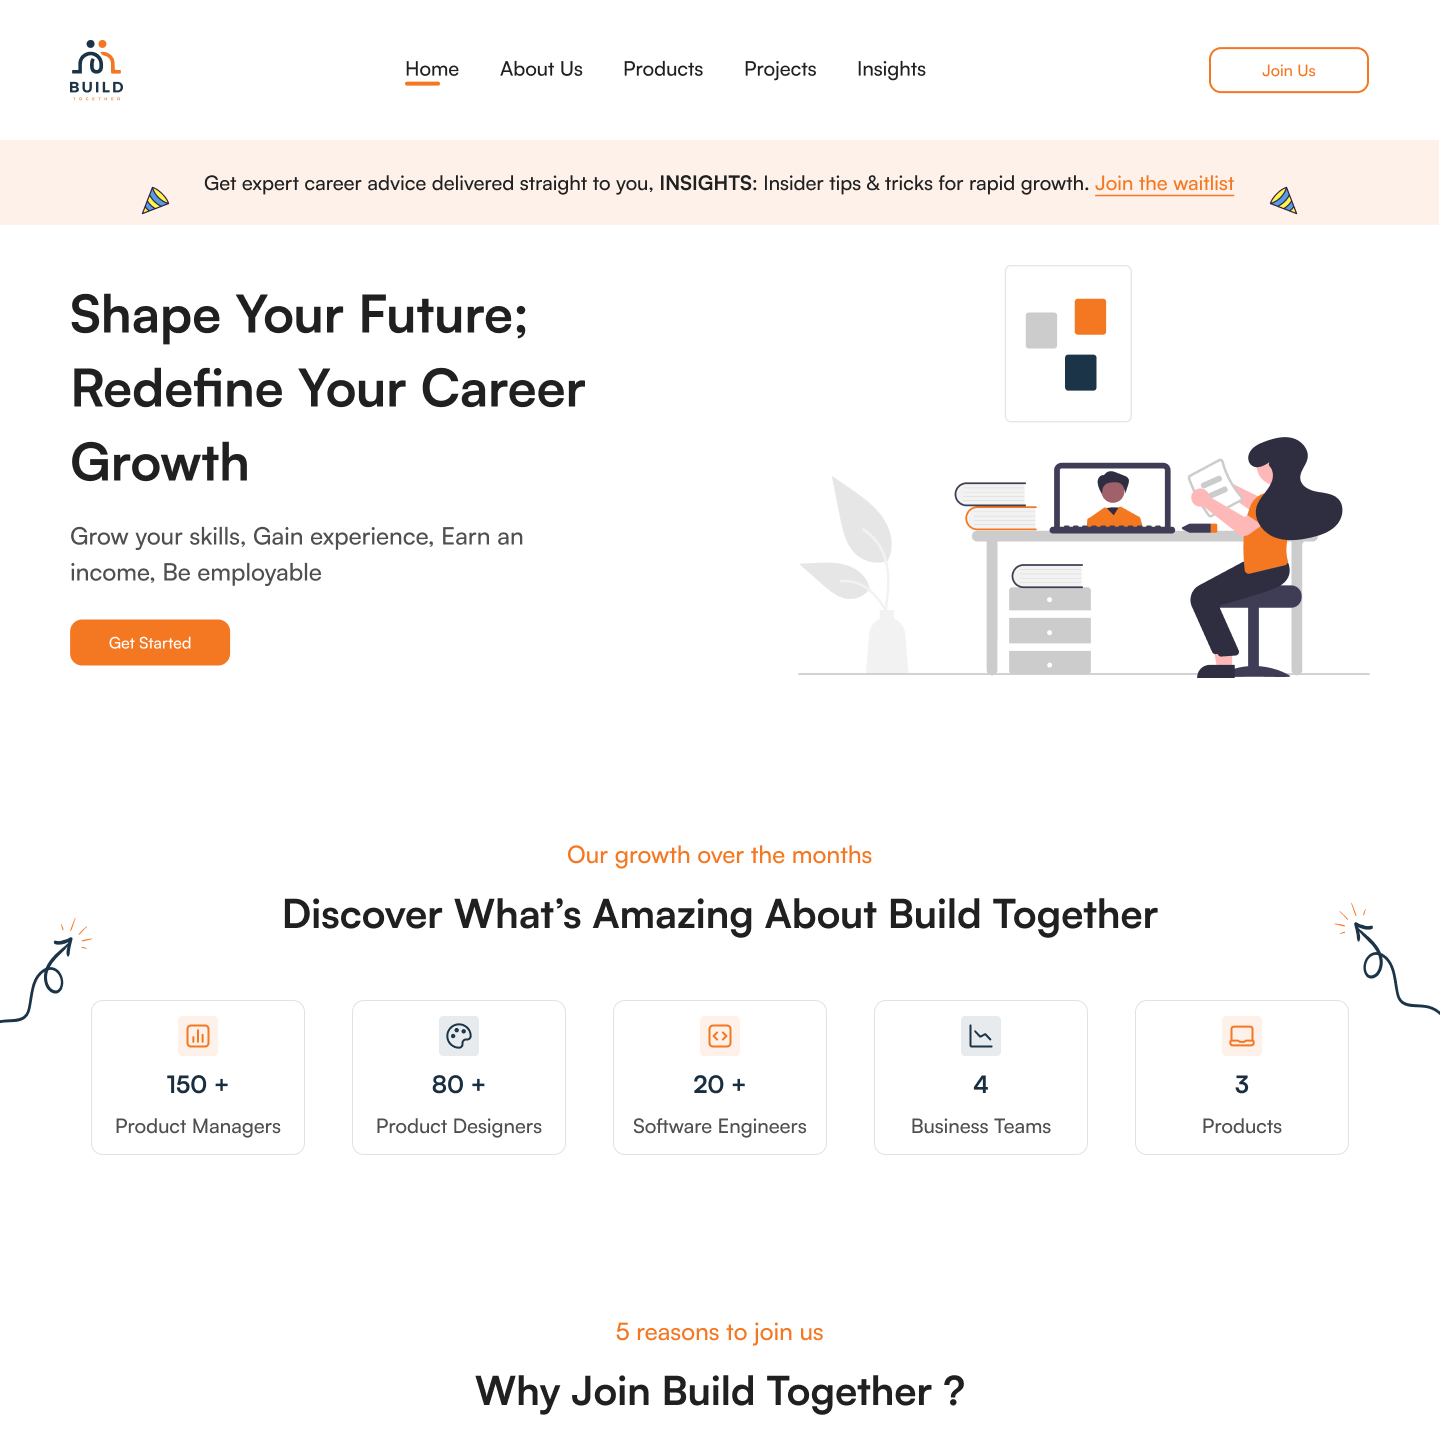 BUILD
TOGETHER
Home About Us Products Projects Insights
Join Us
Get expert career advice delivered straight to you, INSIGHTS: Insider tips & tricks for rapid growth. Join the waitlist
Shape Your Future;
Redefine Your Career
Growth
Grow your skills, Gain experience, Earn an
income, Be employable
Get Started
Our growth over the months
Discover What’s Amazing About Build Together
150 +
Product Managers
80 +
Product Designers
20 +
Software Engineers
4
Business Teams
3
Products
5 reasons to join us
Why Join Build Together ?